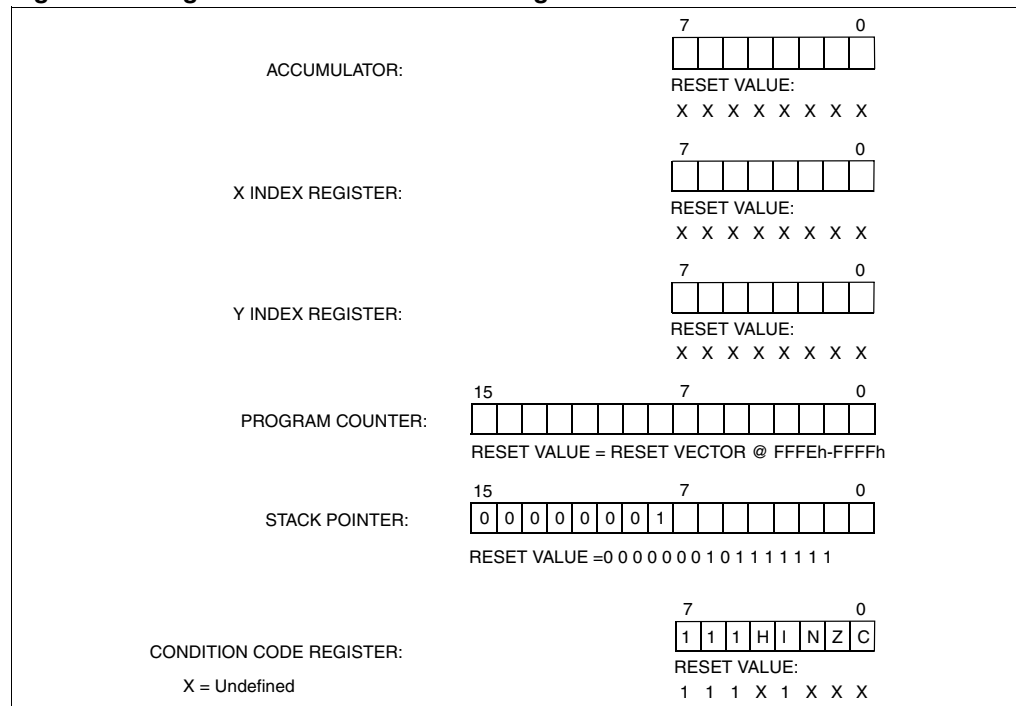 7 0
ACCUMULATOR:
RESET VALUE:
X X X X X X X X
7 0
X INDEX REGISTER:
RESET VALUE:
X X X X X X X X
7 0
Y INDEX REGISTER:
RESET VALUE:
X X X X X X X X
15 7 0
PROGRAM COUNTER:
RESET VALUE = RESET VECTOR @ FFFEh-FFFFh
15 7 0
STACK POINTER: 0 0 0 0 0 0 0 1
RESET VALUE =0 0 0 0 0 0 0 1 0 1 1 1 1 1 1 1
7 0
1 1 1 H I N Z C
CONDITION CODE REGISTER:
RESET VALUE:
X = Undefined
1 1 1 X 1 X X X